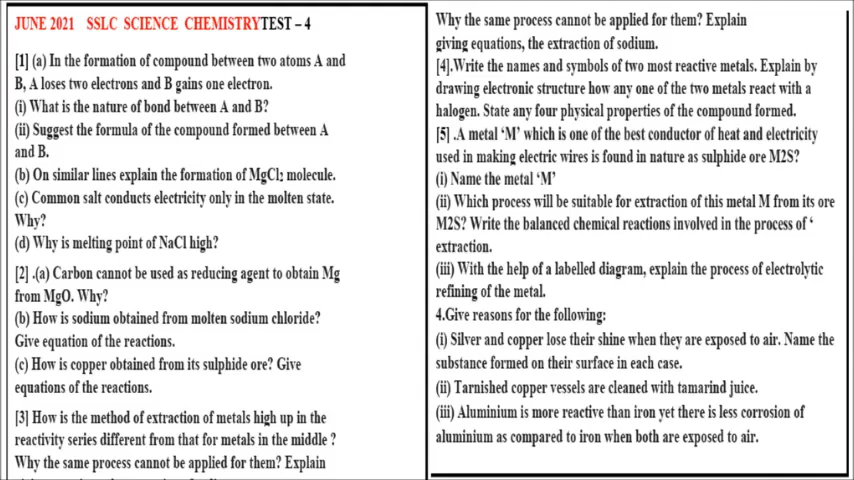 JUNE 2021 SSLC SCIENCE CHEMISTRYTEST – 4
[1] (a) In the formation of compound between two atoms A and
B, A loses two electrons and B gains one electron.
(i) What is the nature of bond between A and B?
(ii) Suggest the formula of the compound formed between A
and B.
(b) On similar lines explain the formation of MgCl2 molecule.
(c) Common salt conducts electricity only in the molten state.
Why?
(d) Why is melting point of NaCl high?
[2] .(a) Carbon cannot be used as reducing agent to obtain Mg
from MgO. Why?
(b) How is sodium obtained from molten sodium chloride?
Give equation of the reactions.
(c) How is copper obtained from its sulphide ore? Give
equations of the reactions.
[3] How is the method of extraction of metals high up in the
reactivity series different from that for metals in the middle ?
Why the same process cannot be applied for them? Explain
Why the same process cannot be applied for them? Explain
giving equations, the extraction of sodium.
[4].Write the names and symbols of two most reactive metals. Explain by
drawing electronic structure how any one of the two metals react with a
halogen. State any four physical properties of the compound formed.
[5] .A metal ‘M’ which is one of the best conductor of heat and electricity
used in making electric wires is found in nature as sulphide ore M2S?
(i) Name the metal ‘M’
(ii) Which process will be suitable for extraction of this metal M from its ore
M2S? Write the balanced chemical reactions involved in the process of ‘
extraction.
(iii) With the help of a labelled diagram, explain the process of electrolytic
refining of the metal.
4.Give reasons for the following:
(i) Silver and copper lose their shine when they are exposed to air. Name the
substance formed on their surface in each case.
(ii) Tarnished copper vessels are cleaned with tamarind juice.
(iii) Aluminium is more reactive than iron yet there is less corrosion of
aluminium as compared to iron when both are exposed to air.